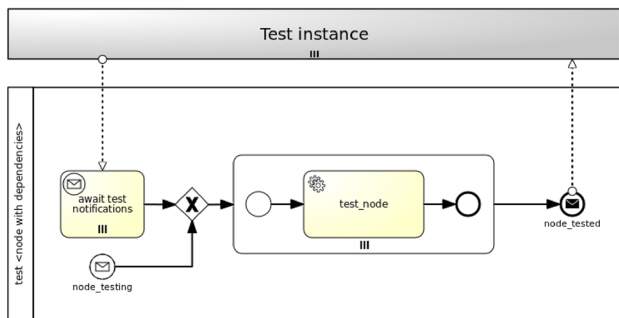 Test instance
test <node with dependencies>
await test
notifications
test_node
node_testing
node_tested